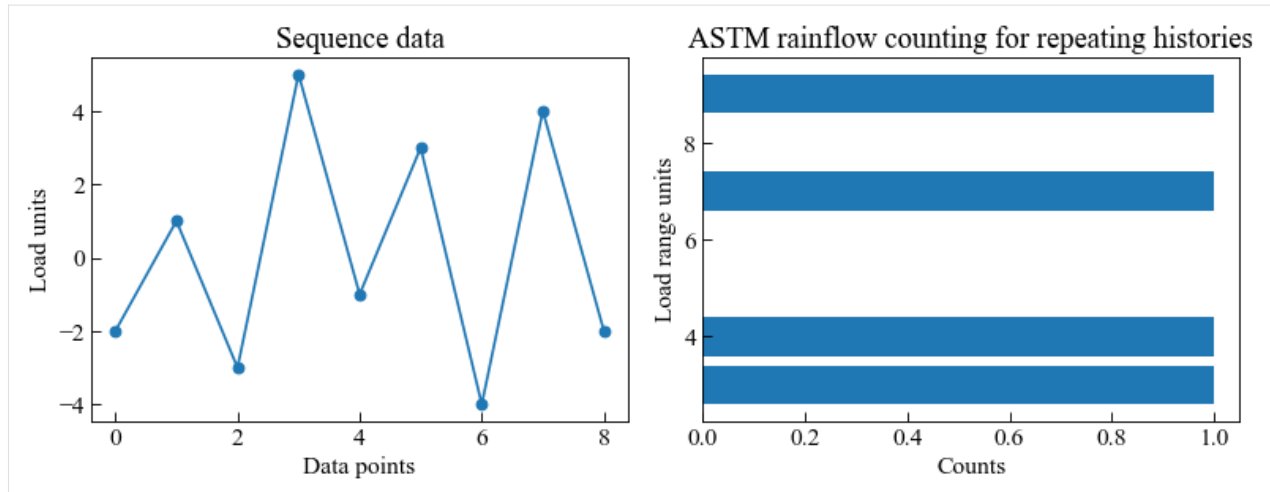 Sequence data
4
2
0
−2
−4
Load units
0 2 4 6 8
Data points
ASTM rainflow counting for repeating histories
8
6
4
Load range units
0.0 0.2 0.4 0.6 0.8 1.0
Counts